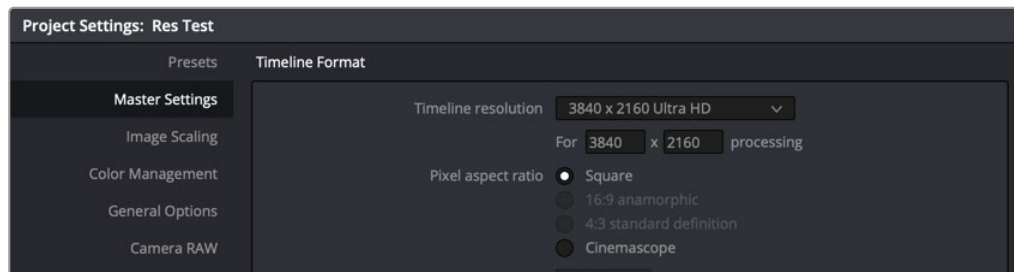 Project Settings: Res Test
Presets
Master Settings
Image Scaling
Color Management
General Options
Camera RAW
Timeline Format
Timeline resolution 3840 x 2160 Ultra HD
For 3840 x 2160 processing
Pixel aspect ratio Square
16:9 anamorphic
4:3 standard definition
Cinemascope